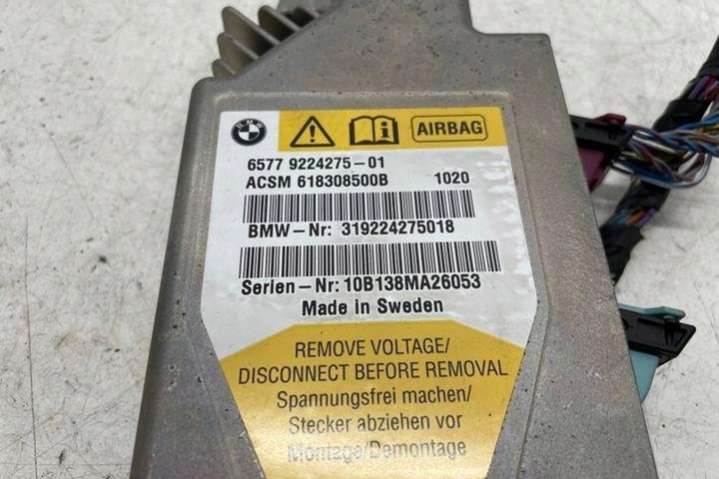 BMW AIRBAG
6577 9224275-01
ACSM 618308500B 1020
BMW-Nr: 319224275018
Serien-Nr: 10B138MA26053
Made in Sweden
REMOVE VOLTAGE/
DISCONNECT BEFORE REMOVAL
Spannungsfrei machen/
Stecker abziehen vor
Montage/Demontage